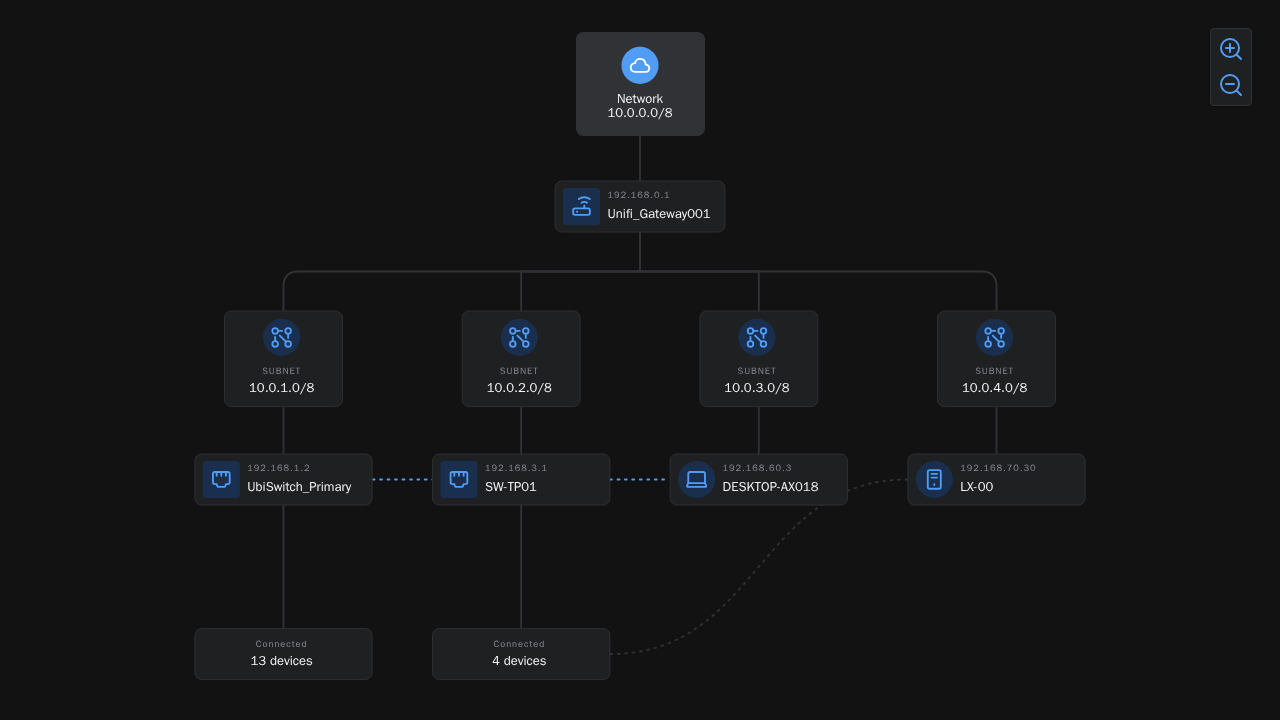 Network
10.0.0.0/8
192.168.0.1
Unifi_Gateway001
SUBNET
10.0.1.0/8
SUBNET
10.0.2.0/8
SUBNET
10.0.3.0/8
SUBNET
10.0.4.0/8
192.168.1.2
UbiSwitch_Primary
192.168.3.1
SW-TP01
192.168.60.3
DESKTOP-AX018
192.168.70.30
LX-00
Connected
13 devices
Connected
4 devices